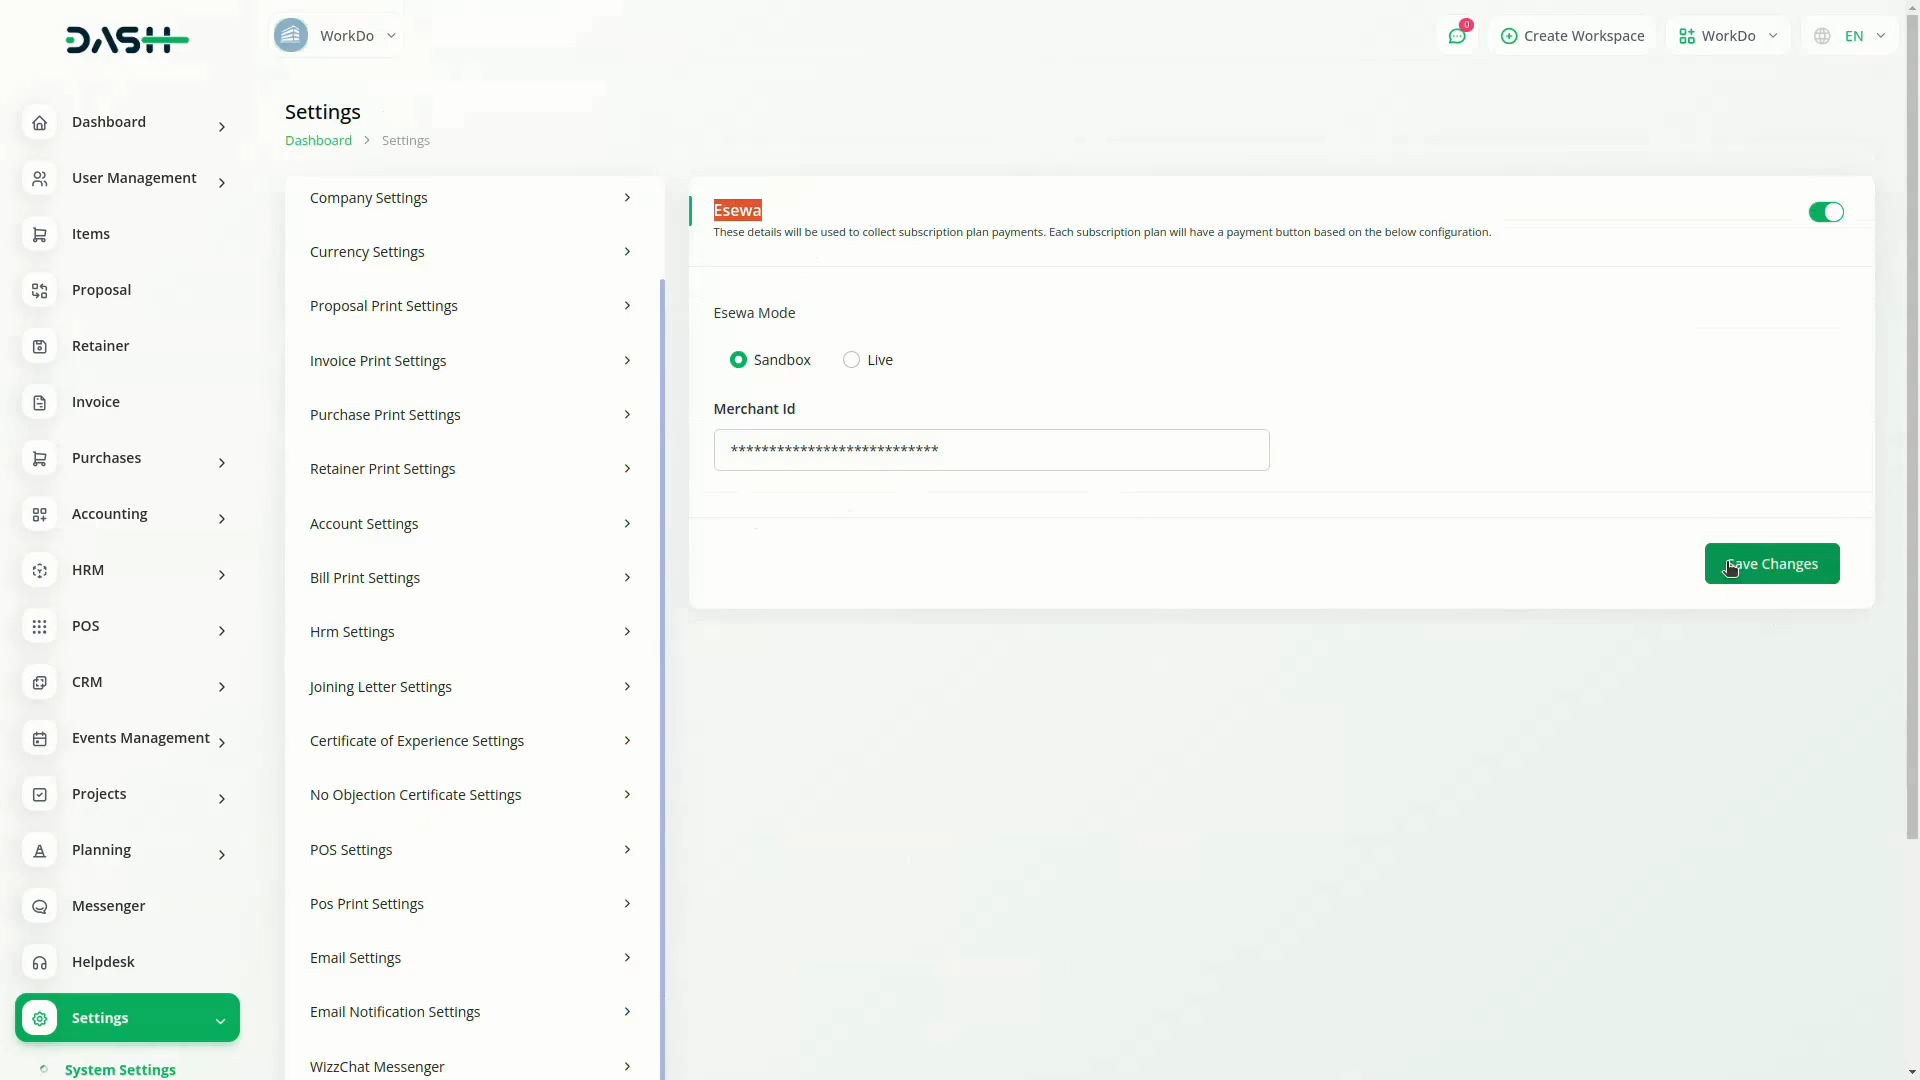 DASH
WorkDo
0
Create Workspace
WorkDo
EN
Dashboard
User Management
Items
Proposal
Retainer
Invoice
Purchases
Accounting
HRM
POS
CRM
Events Management
Projects
Planning
Messenger
Helpdesk
Settings
System Settings
Settings
Dashboard > Settings
Company Settings
Currency Settings
Proposal Print Settings
Invoice Print Settings
Purchase Print Settings
Retainer Print Settings
Account Settings
Bill Print Settings
Hrm Settings
Joining Letter Settings
Certificate of Experience Settings
No Objection Certificate Settings
POS Settings
Pos Print Settings
Email Settings
Email Notification Settings
WizzChat Messenger
Esewa
These details will be used to collect subscription plan payments. Each subscription plan will have a payment button based on the below configuration.
Esewa Mode
Sandbox
Live
Merchant Id
***************************
Save Changes